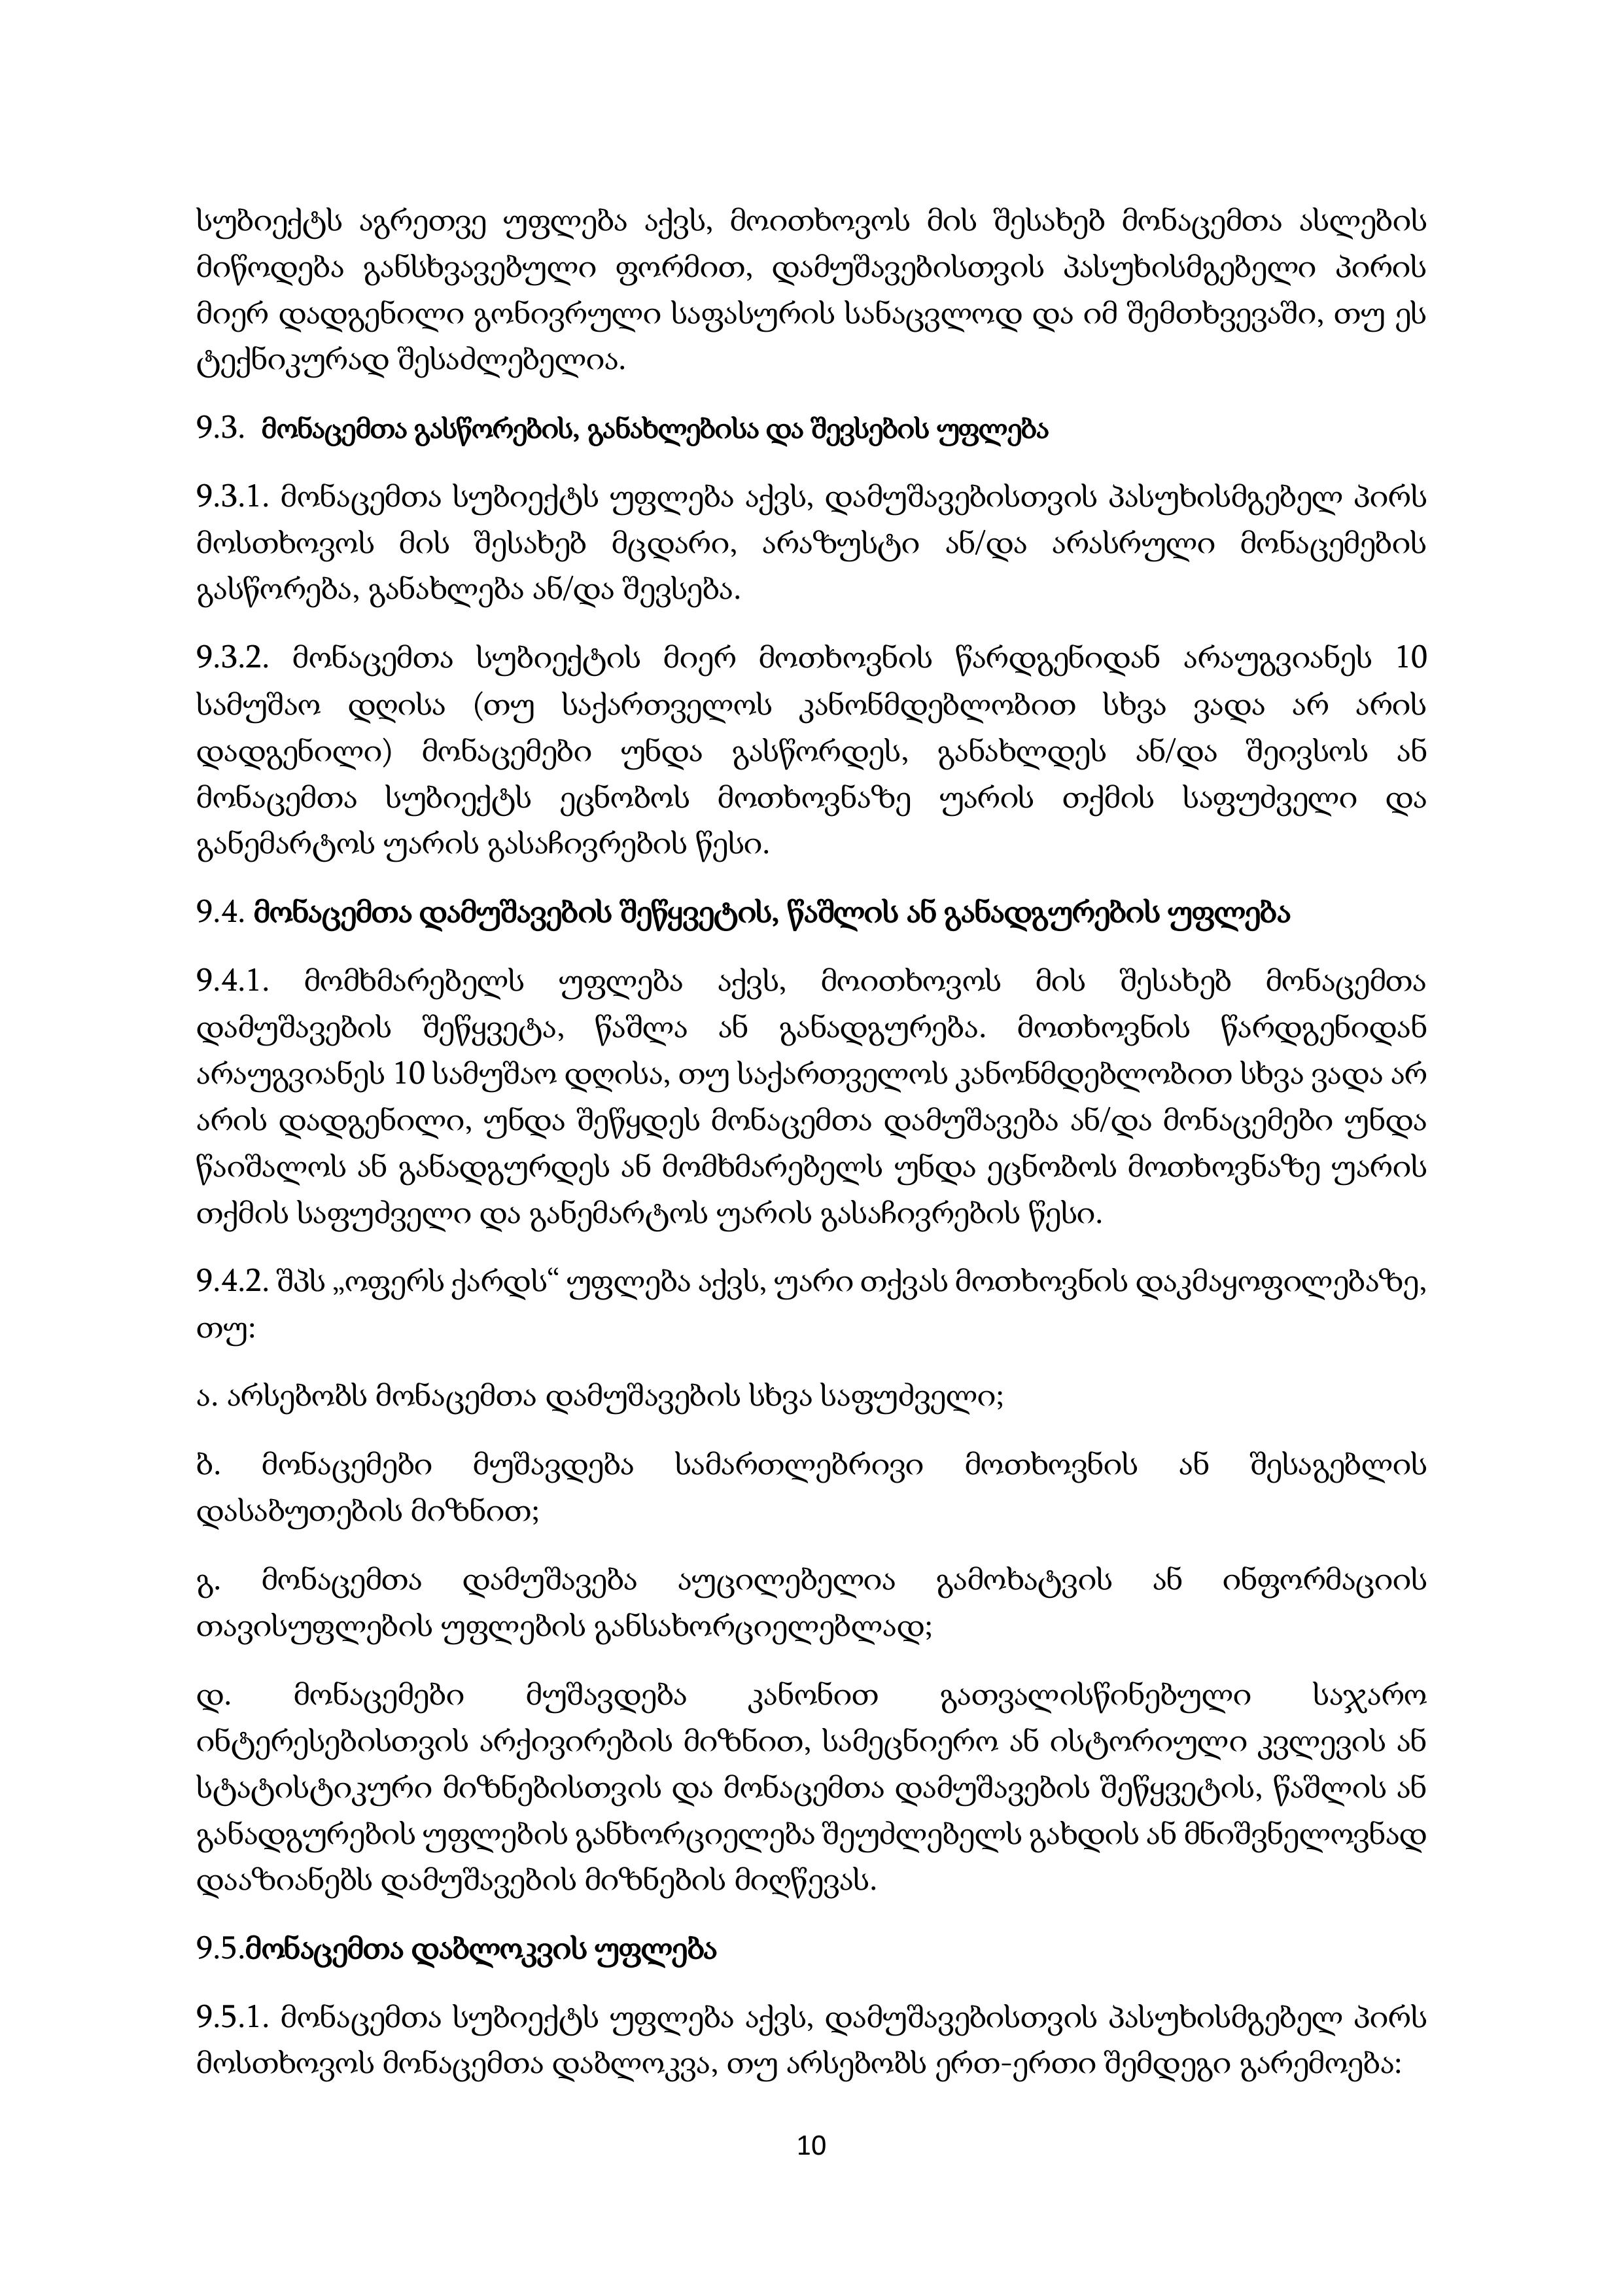 სუბიექტს აგრეთვე უფლება აქვს, მოითხოვოს მის შესახებ მონაცემთა ასლების
მიწოდება განსხვავებული ფორმით, დამუშავებისთვის პასუხისმგებელი პირის
მიერ დადგენილი გონივრული საფასურის სანაცვლოდ და იმ შემთხვევაში, თუ ეს
ტექნიკურად შესაძლებელია.
9.3. მონაცემთა გასწორების, განახლებისა და შევსების უფლება
9.3.1. მონაცემთა სუბიექტს უფლება აქვს, დამუშავებისთვის პასუხისმგებელ პირს
მოსთხოვოს მის შესახებ მცდარი, არაზუსტი ან/და არასრული მონაცემების
გასწორება, განახლება ან/და შევსება.
9.3.2. მონაცემთა სუბიექტის მიერ მოთხოვნის წარდგენიდან არაუგვიანეს 10
სამუშაო დღისა (თუ საქართველოს კანონმდებლობით სხვა ვადა არ არის
დადგენილი) მონაცემები უნდა გასწორდეს, განახლდეს ან/და შეივსოს ან
მონაცემთა სუბიექტს ეცნობოს მოთხოვნაზე უარის თქმის საფუძველი და
განემარტოს უარის გასაჩივრების წესი.
9.4. მონაცემთა დამუშავების შეწყვეტის, წაშლის ან განადგურების უფლება
9.4.1. მომხმარებელს უფლება აქვს, მოითხოვოს მის შესახებ მონაცემთა
დამუშავების შეწყვეტა, წაშლა ან განადგურება. მოთხოვნის წარდგენიდან
არაუგვიანეს 10 სამუშაო დღისა, თუ საქართველოს კანონმდებლობით სხვა ვადა არ
არის დადგენილი, უნდა შეწყდეს მონაცემთა დამუშავება ან/და მონაცემები უნდა
წაიშალოს ან განადგურდეს ან მომხმარებელს უნდა ეცნობოს მოთხოვნაზე უარის
თქმის საფუძველი და განემარტოს უარის გასაჩივრების წესი.
9.4.2. შპს „ოფერს ქარდს“ უფლება აქვს, უარი თქვას მოთხოვნის დაკმაყოფილებაზე,
თუ:
ა. არსებობს მონაცემთა დამუშავების სხვა საფუძველი;
ბ. მონაცემები მუშავდება სამართლებრივი მოთხოვნის ან შესაგებლის
დასაბუთების მიზნით;
გ. მონაცემთა დამუშავება აუცილებელია გამოხატვის ან ინფორმაციის
თავისუფლების უფლების განსახორციელებლად;
დ. მონაცემები მუშავდება კანონით გათვალისწინებული საჯარო
ინტერესებისთვის არქივირების მიზნით, სამეცნიერო ან ისტორიული კვლევის ან
სტატისტიკური მიზნებისთვის და მონაცემთა დამუშავების შეწყვეტის, წაშლის ან
განადგურების უფლების განხორციელება შეუძლებელს გახდის ან მნიშვნელოვნად
დააზიანებს დამუშავების მიზნების მიღწევას.
9.5.მონაცემთა დაბლოკვის უფლება
9.5.1. მონაცემთა სუბიექტს უფლება აქვს, დამუშავებისთვის პასუხისმგებელ პირს
მოსთხოვოს მონაცემთა დაბლოკვა, თუ არსებობს ერთ-ერთი შემდეგი გარემოება:
10